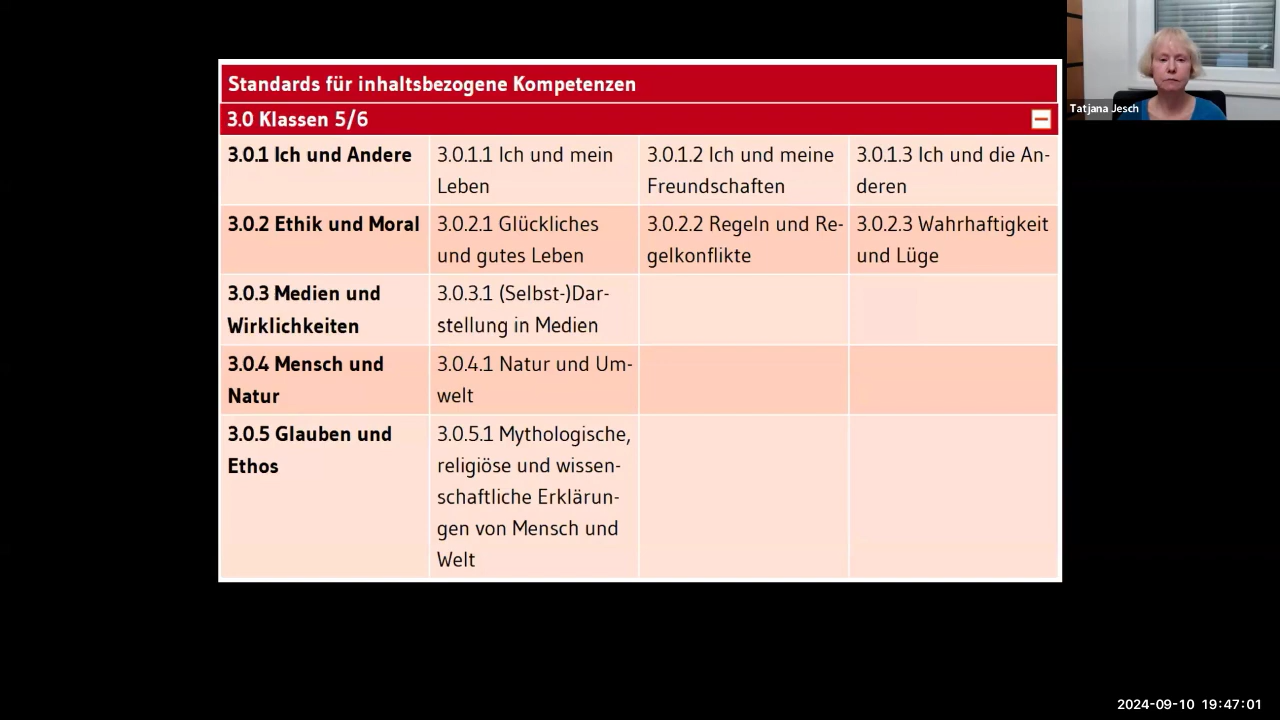 Standards für inhaltsbezogene Kompetenzen
3.0 Klassen 5/6
3.0.1 Ich und Andere
3.0.1.1 Ich und mein
Leben
3.0.1.2 Ich und meine
Freundschaften
3.0.1.3 Ich und die An-
deren
3.0.2 Ethik und Moral
3.0.2.1 Glückliches
und gutes Leben
3.0.2.2 Regeln und Re-
gelkonflikte
3.0.2.3 Wahrhaftigkeit
und Lüge
3.0.3 Medien und
Wirklichkeiten
3.0.3.1 (Selbst-)Dar-
stellung in Medien
3.0.4 Mensch und
Natur
3.0.4.1 Natur und Um-
welt
3.0.5 Glauben und
Ethos
3.0.5.1 Mythologische,
religiöse und wissen-
schaftliche Erklärun-
gen von Mensch und
Welt
Tatjana Jesch
2024-09-10 19:47:01